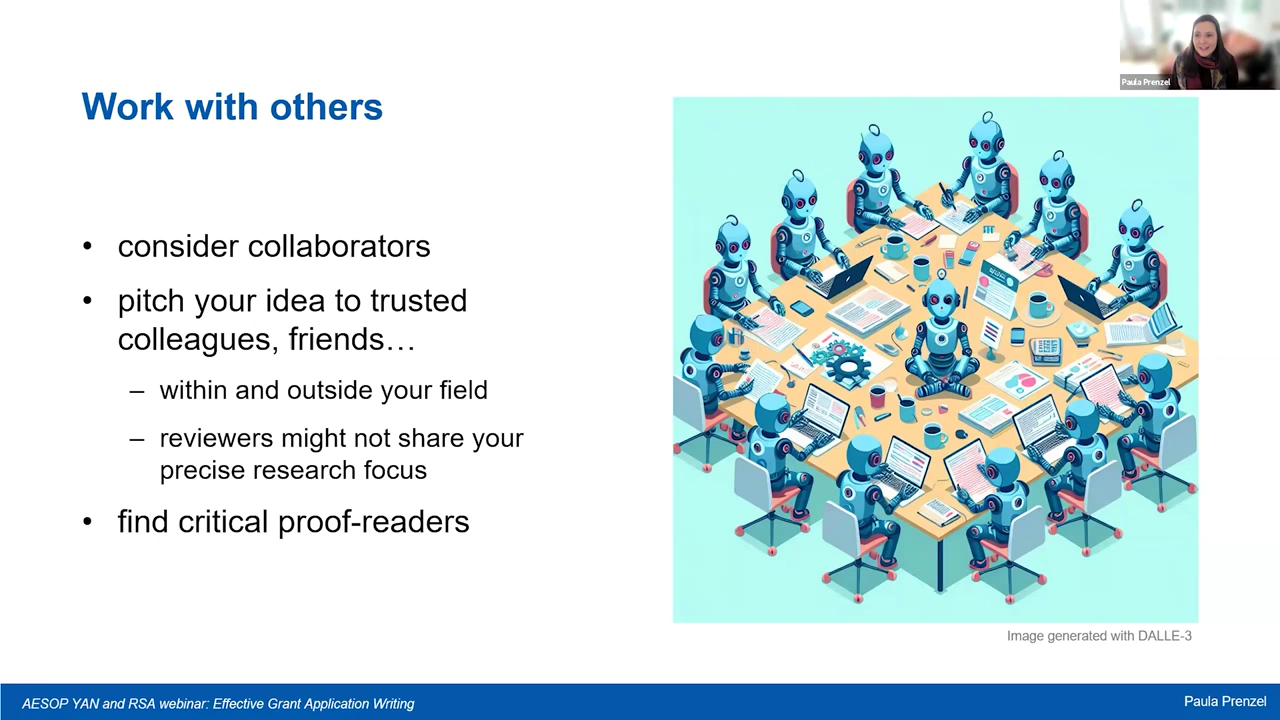 Paula Prenzel
Work with others
• consider collaborators
• pitch your idea to trusted
colleagues, friends…
– within and outside your field
– reviewers might not share your
precise research focus
• find critical proof-readers
Image generated with DALLE-3
AESOP YAN and RSA webinar: Effective Grant Application Writing
Paula Prenzel